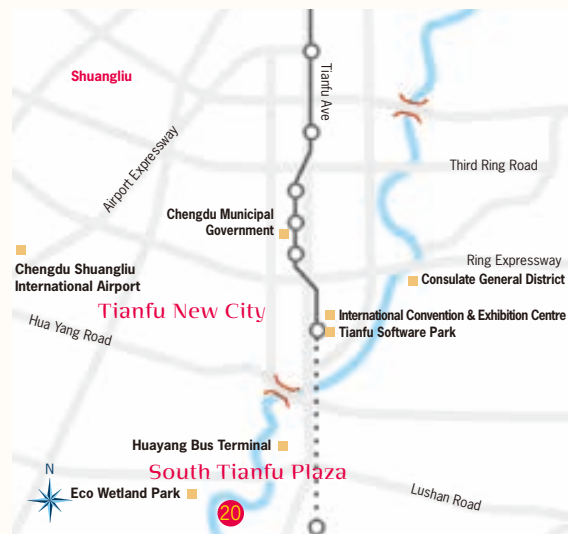 Shuangliu
Tianfu Ave
Airport Expressway
Third Ring Road
Chengdu Municipal
Government
Ring Expressway
Chengdu Shuangliu
International Airport
Consulate General District
Tianfu New City
International Convention & Exhibition Centre
Hua Yang Road
Tianfu Software Park
Huayang Bus Terminal
South Tianfu Plaza
N
Eco Wetland Park
Lushan Road
20